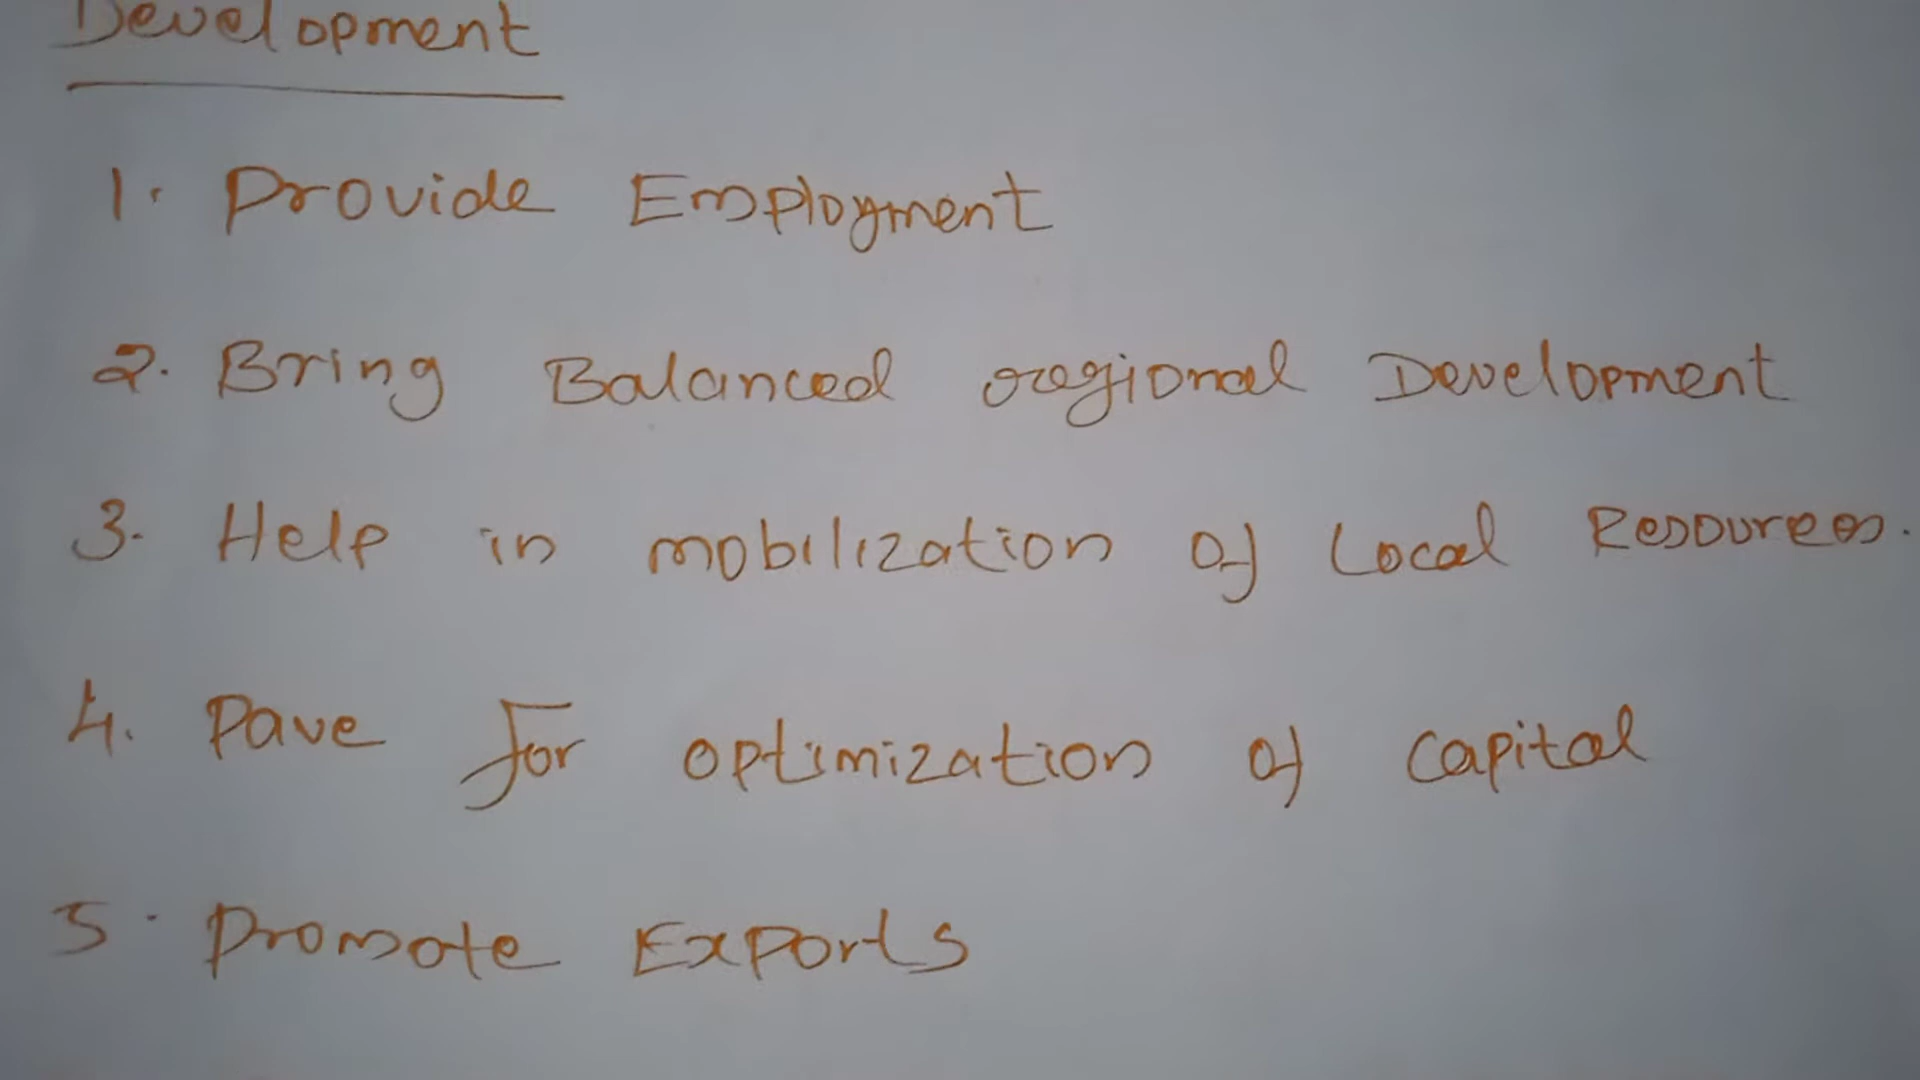 Development
1. Provide Employment
2. Bring Balanced regional Development
3. Help in mobilization of Local Resources.
4. Pave for optimization of capital
5. Promote Exports